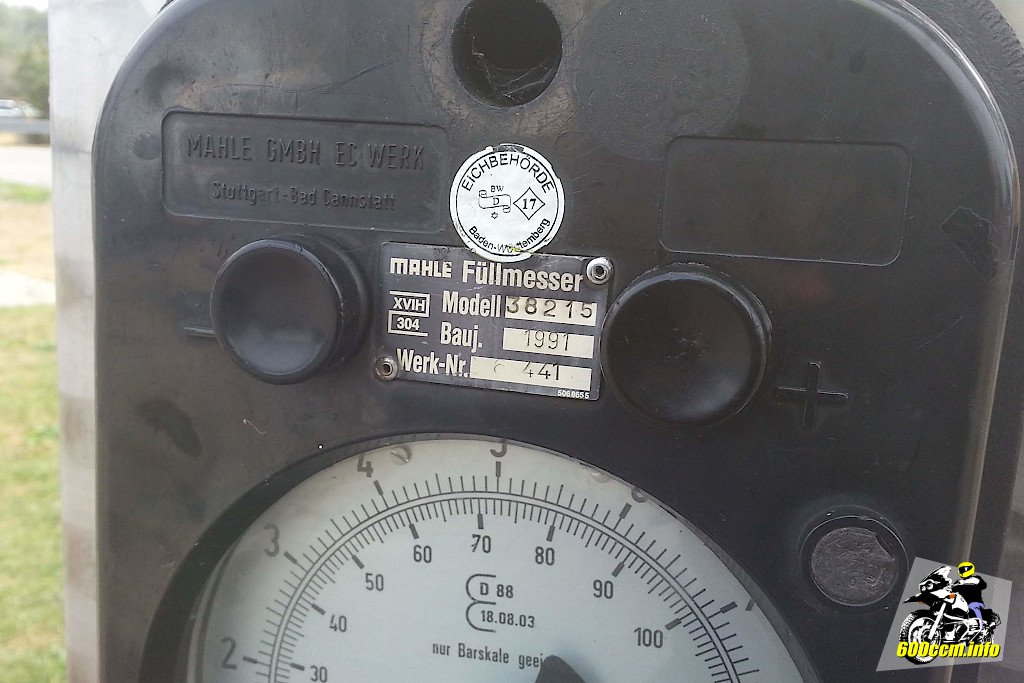 MAHLE GMBH EC WERK
Stuttgart-Bad Cannstatt
EICHBEHÖRDE
BW
D
17
Baden-Württemberg
MAHLE Füllmesser
XVIH
304
Modell 38215
Bauj. 1991
Werk-Nr. 6 441
5068655
-
+
2 3 4 5 6
30 40 50 60 70 80 90 100
D 88
18.08.03
nur Barskale
600ccm.info